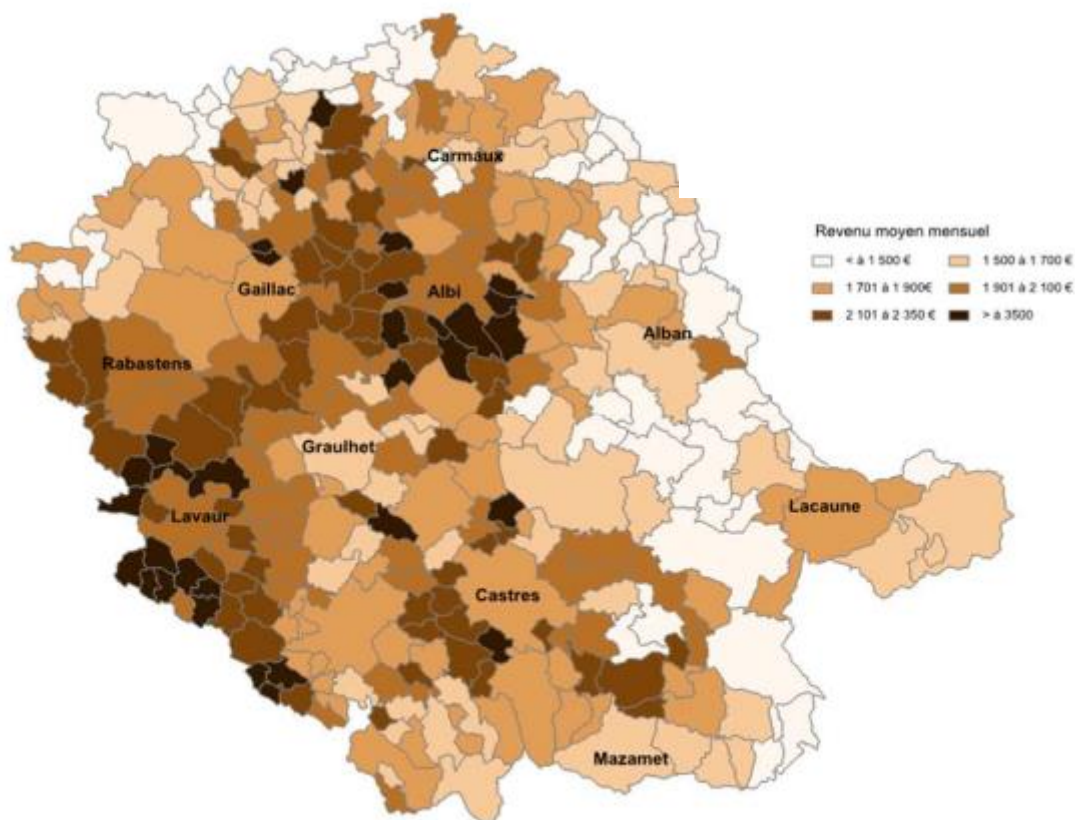 Carmaux
Revenu moyen mensuel
< à 1 500 € 1 500 à 1 700 €
1 701 à 1 900€ 1 901 à 2 100 €
2 101 à 2 350 € > à 3500
Gaillac
Albi
Alban
Rabastens
Graulhet
Lacaune
Lavaur
Castres
Mazamet